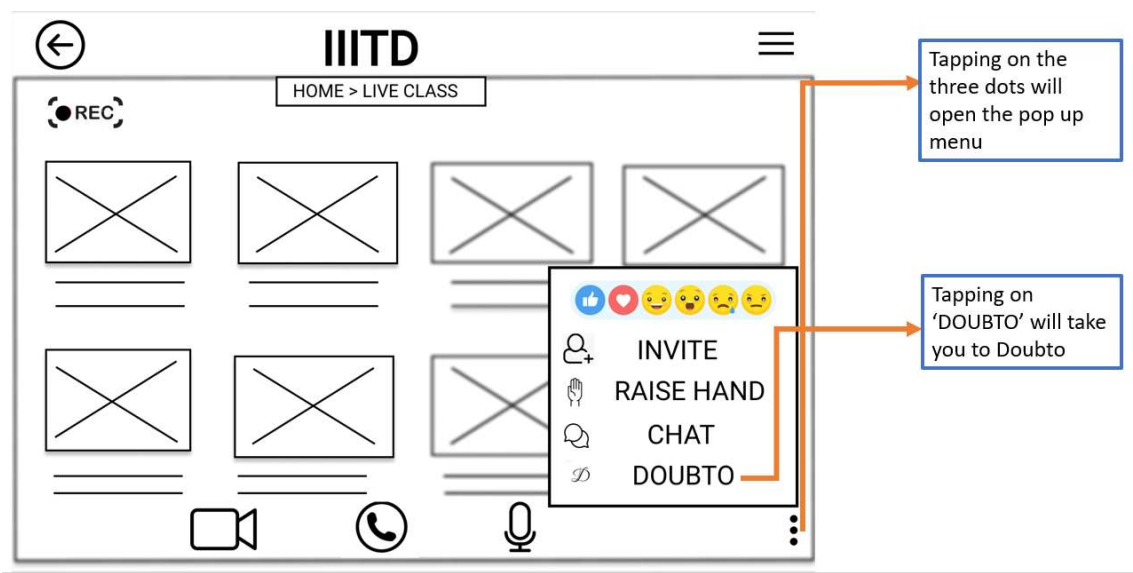 IIITD
HOME > LIVE CLASS
REC
INVITE
RAISE HAND
CHAT
𝒟 DOUBTO
Tapping on the
three dots will
open the pop up
menu
Tapping on
‘DOUBTO’ will take
you to Doubto